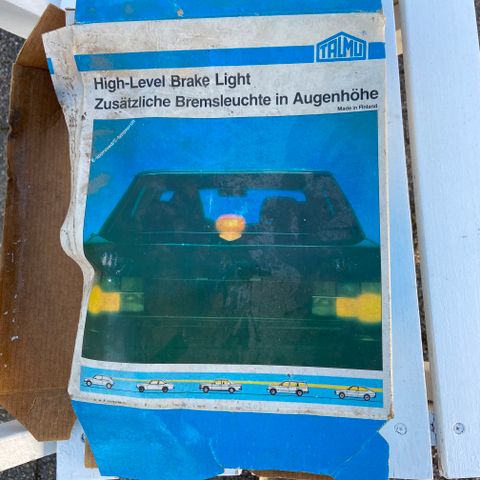 TALMU
High-Level Brake Light
Zusätzliche Bremsleuchte in Augenhöhe
Made in Finland